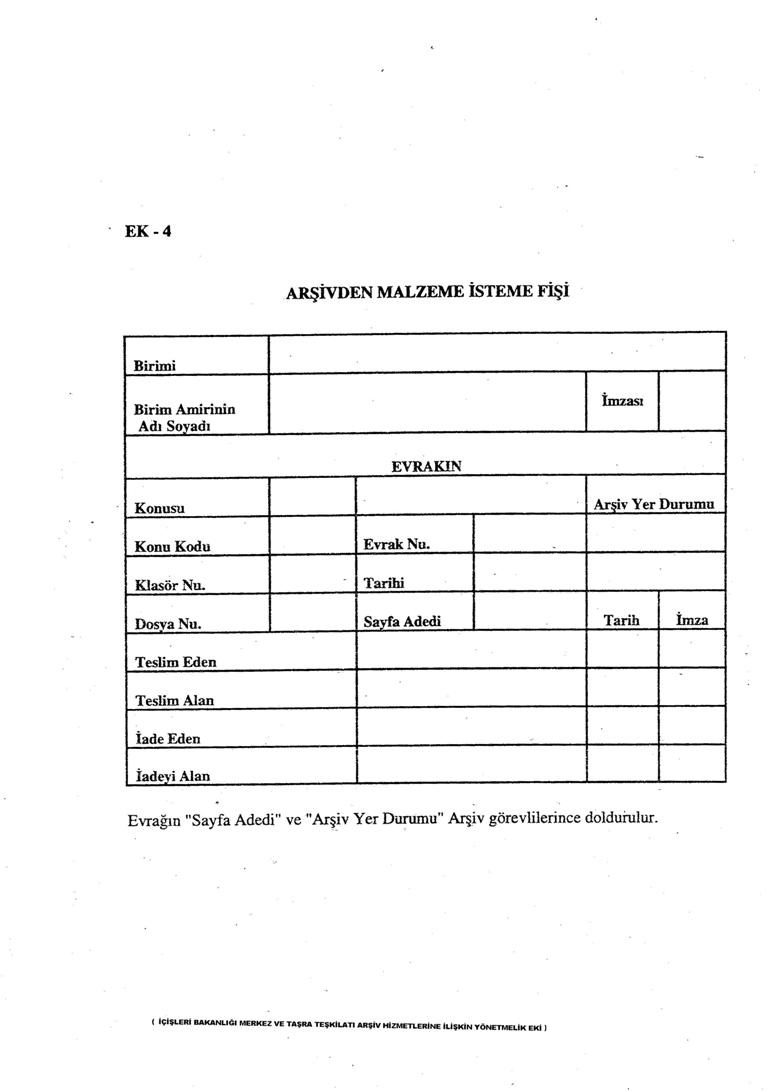 EK - 4
ARŞİVDEN MALZEME İSTEME FİŞİ
Birimi
Birim Amirinin
Adı Soyadı
İmzası
EVRAKIN
Konusu
Arşiv Yer Durumu
Konu Kodu
Evrak Nu.
Klasör Nu.
Tarihi
Dosya Nu.
Sayfa Adedi
Tarih
İmza
Teslim Eden
Teslim Alan
İade Eden
İadeyi Alan
Evrağın "Sayfa Adedi" ve "Arşiv Yer Durumu" Arşiv görevlilerince doldurulur.
( İÇİŞLERİ BAKANLIĞI MERKEZ VE TAŞRA TEŞKİLATI ARŞİV HİZMETLERİNE İLİŞKİN YÖNETMELİK EKİ )